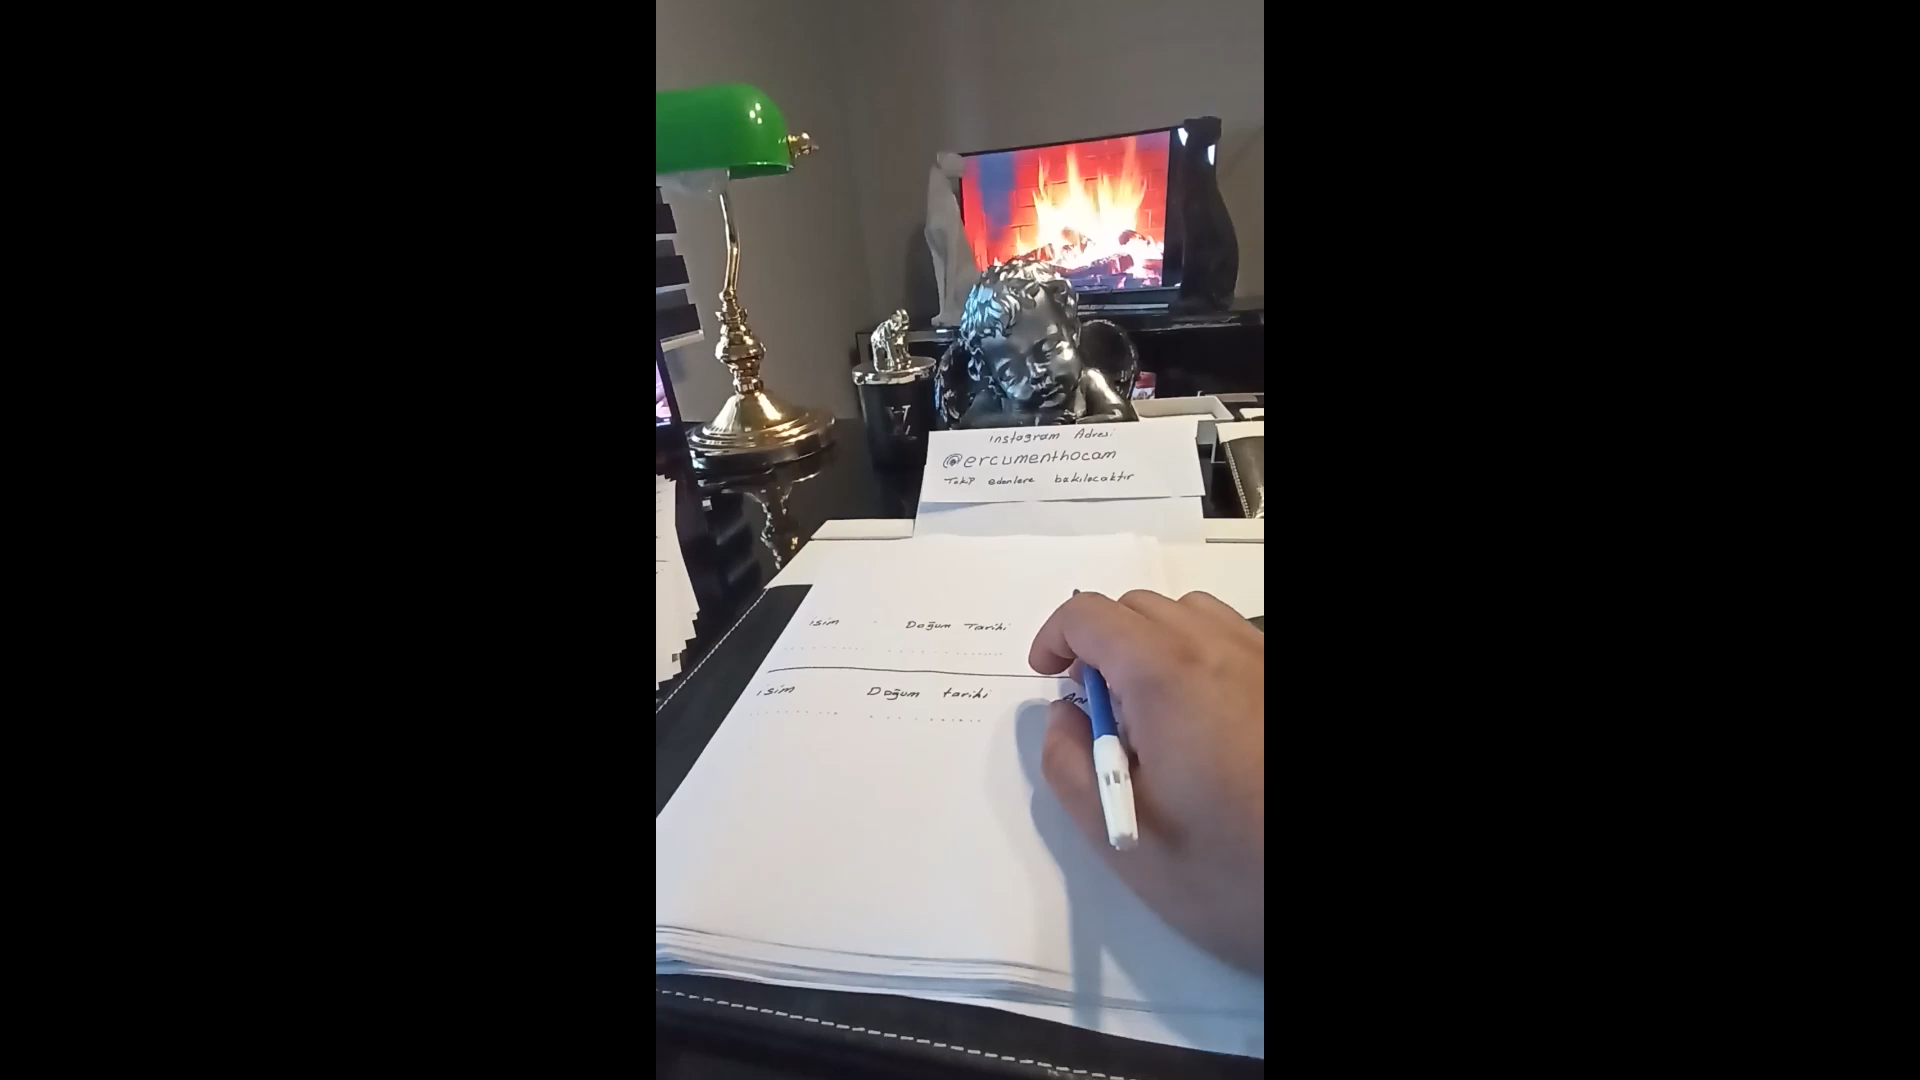 instagram Adresi
@ercumenthocam
Takip edenlere bakılacaktır
isim Doğum Tarihi
isim Doğum tarihi